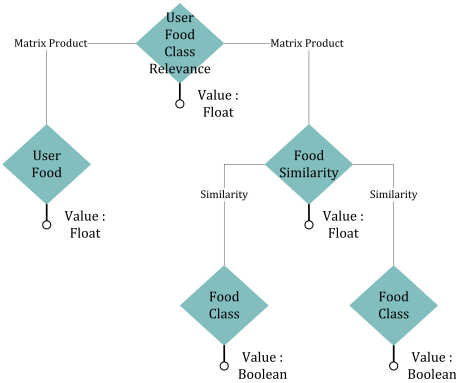 User
Food
Class
Relevance
Matrix Product
Matrix Product
Value :
Float
User
Food
Value :
Float
Food
Similarity
Value :
Float
Similarity
Similarity
Food
Class
Value :
Boolean
Food
Class
Value :
Boolean